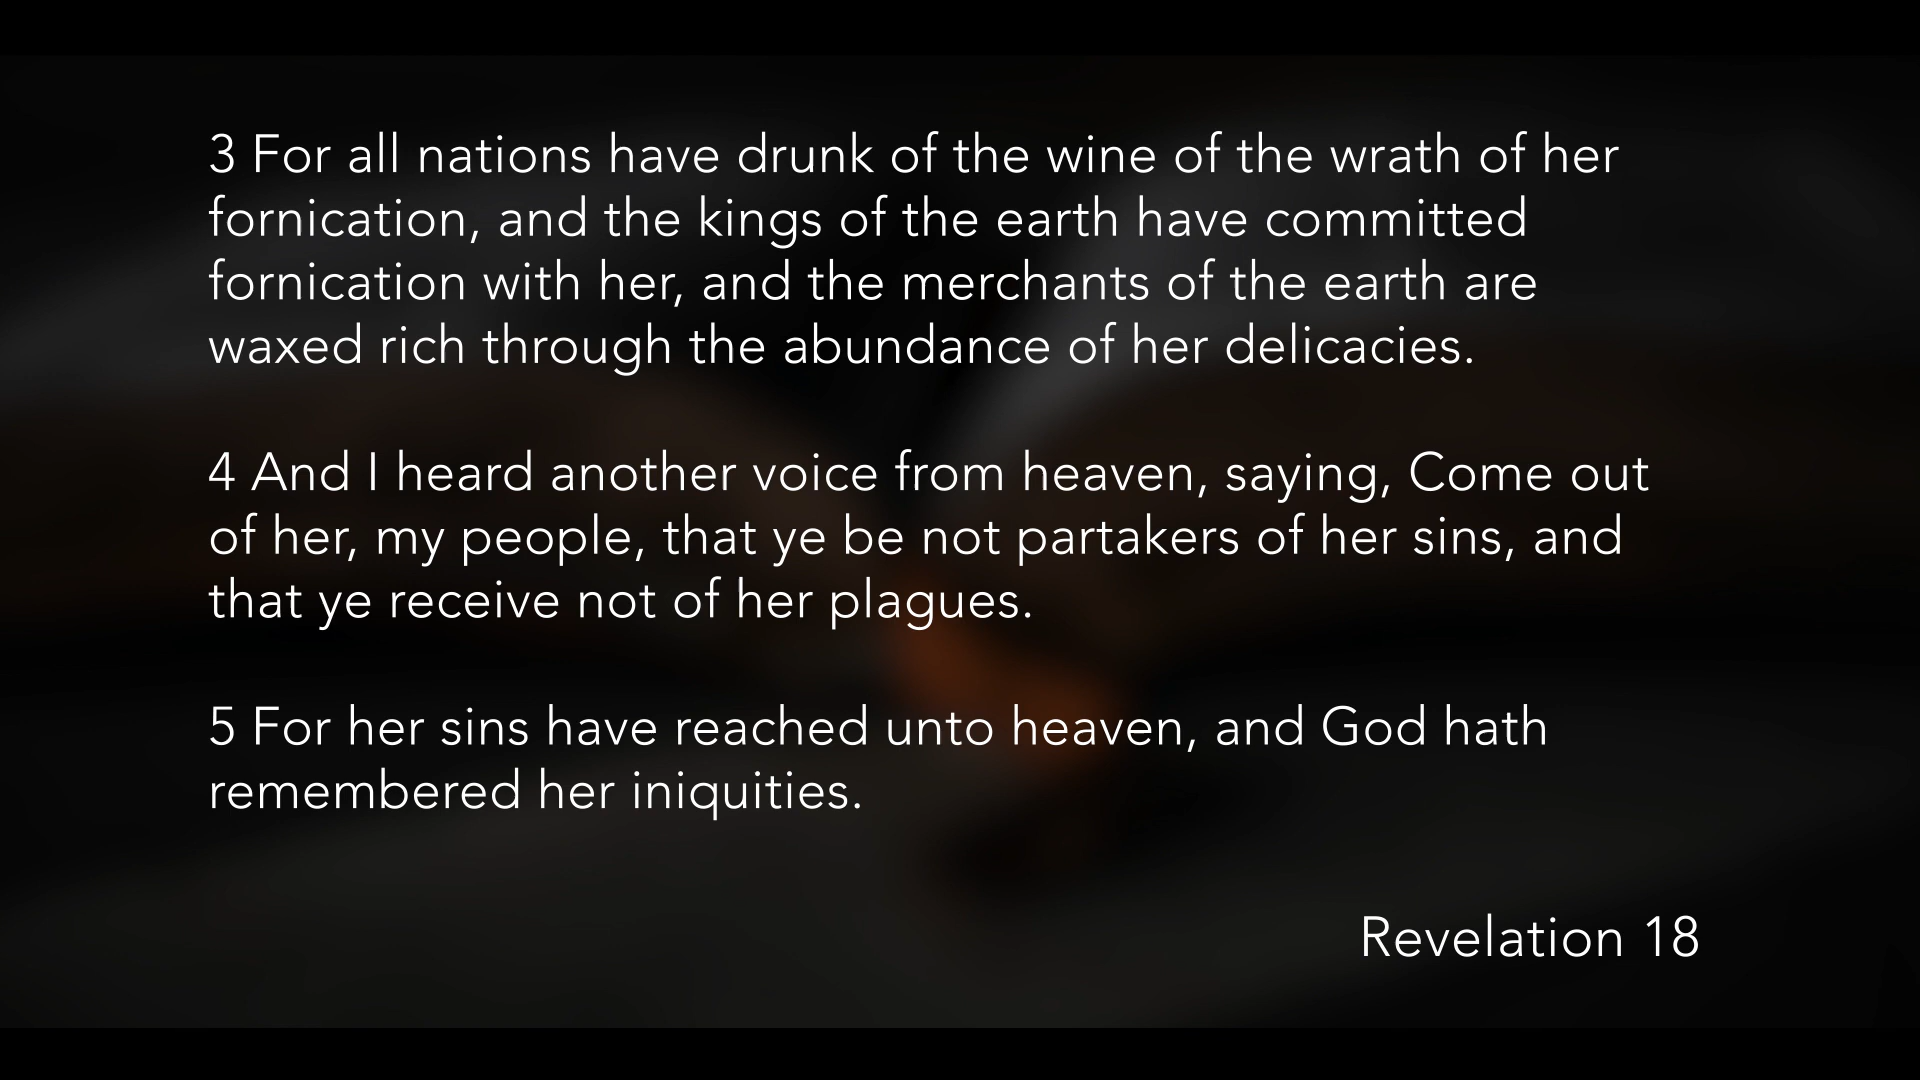 3 For all nations have drunk of the wine of the wrath of her
fornication, and the kings of the earth have committed
fornication with her, and the merchants of the earth are
waxed rich through the abundance of her delicacies.
4 And I heard another voice from heaven, saying, Come out
of her, my people, that ye be not partakers of her sins, and
that ye receive not of her plagues.
5 For her sins have reached unto heaven, and God hath
remembered her iniquities.
Revelation 18